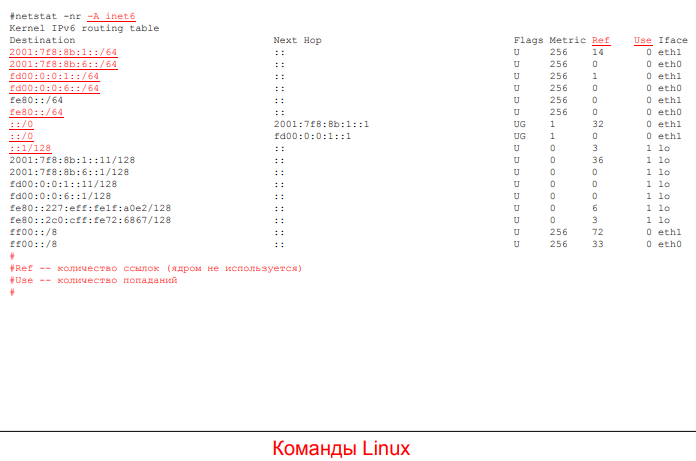 #netstat -nr -A inet6
Kernel IPv6 routing table
Destination Next Hop Flags Metric Ref Use Iface
2001:7f8:8b:1::/64 :: U 256 14 0 eth1
2001:7f8:8b:6::/64 :: U 256 0 0 eth0
fd00:0:0:1::/64 :: U 256 1 0 eth1
fd00:0:0:6::/64 :: U 256 0 0 eth0
fe80::/64 :: U 256 0 0 eth1
fe80::/64 :: U 256 0 0 eth0
::/0 2001:7f8:8b:1::1 UG 1 32 0 eth1
::/0 fd00:0:0:1::1 UG 1 0 0 eth1
::1/128 :: U 0 3 1 lo
2001:7f8:8b:1::11/128 :: U 0 36 1 lo
2001:7f8:8b:6::1/128 :: U 0 0 1 lo
fd00:0:0:1::11/128 :: U 0 0 1 lo
fd00:0:0:6::1/128 :: U 0 0 1 lo
fe80::227:eff:fe1f:a0e2/128 :: U 0 6 1 lo
fe80::2c0:cff:fe72:6867/128 :: U 0 3 1 lo
ff00::/8 :: U 256 72 0 eth1
ff00::/8 :: U 256 33 0 eth0
#
#Ref -- количество ссылок (ядром не используется)
#Use -- количество попаданий
#
Команды Linux